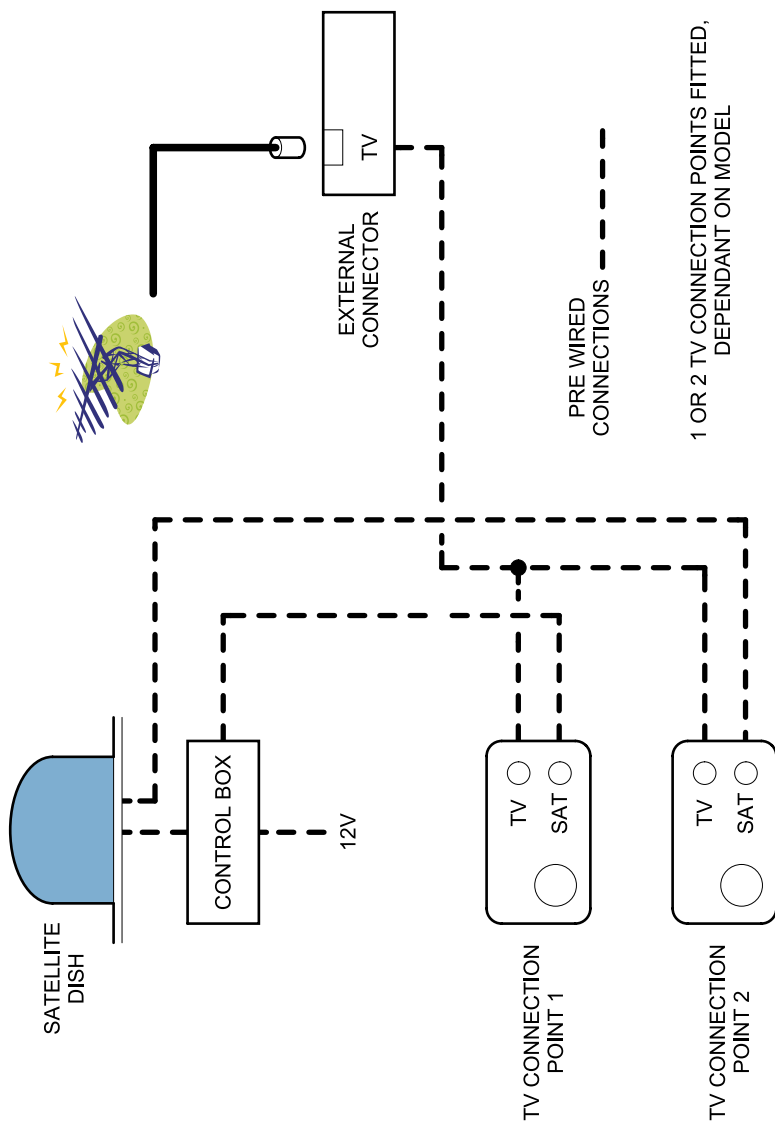 SATELLITE
DISH
CONTROL BOX
12V
EXTERNAL
CONNECTOR
TV
TV CONNECTION
POINT 1
TV
SAT
TV CONNECTION
POINT 2
TV
SAT
PRE WIRED
CONNECTIONS
1 OR 2 TV CONNECTION POINTS FITTED,
DEPENDANT ON MODEL